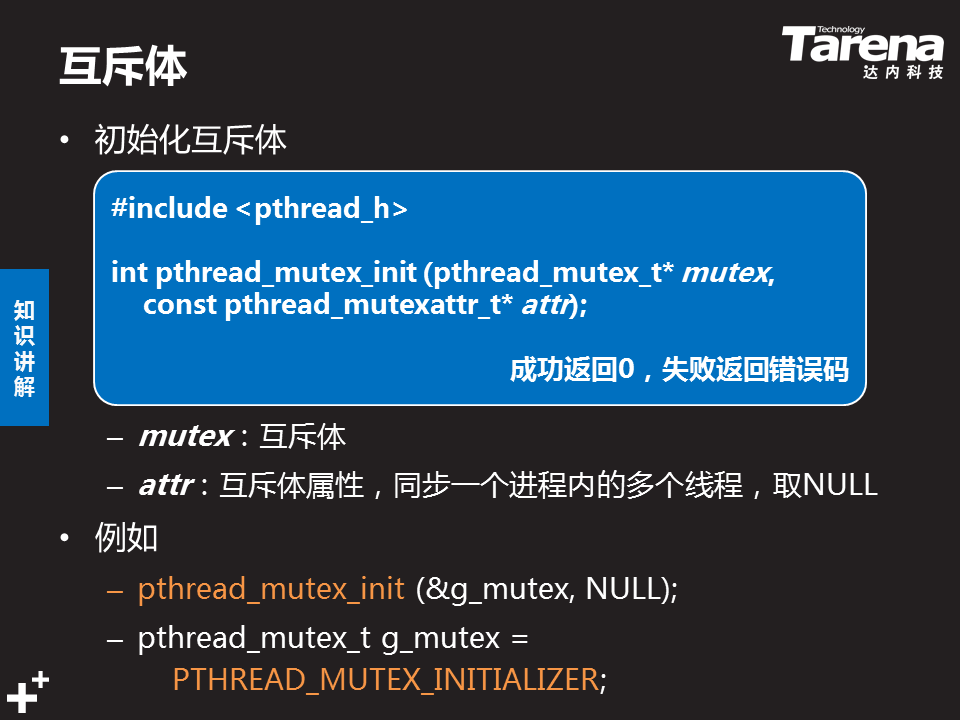 互斥体
Technology
Tarena
达内科技
• 初始化互斥体
#include <pthread_h>
int pthread_mutex_init (pthread_mutex_t* mutex,
const pthread_mutexattr_t* attr);
成功返回0，失败返回错误码
知识讲解
– mutex：互斥体
– attr：互斥体属性，同步一个进程内的多个线程，取NULL
• 例如
– pthread_mutex_init (&g_mutex, NULL);
– pthread_mutex_t g_mutex =
PTHREAD_MUTEX_INITIALIZER;